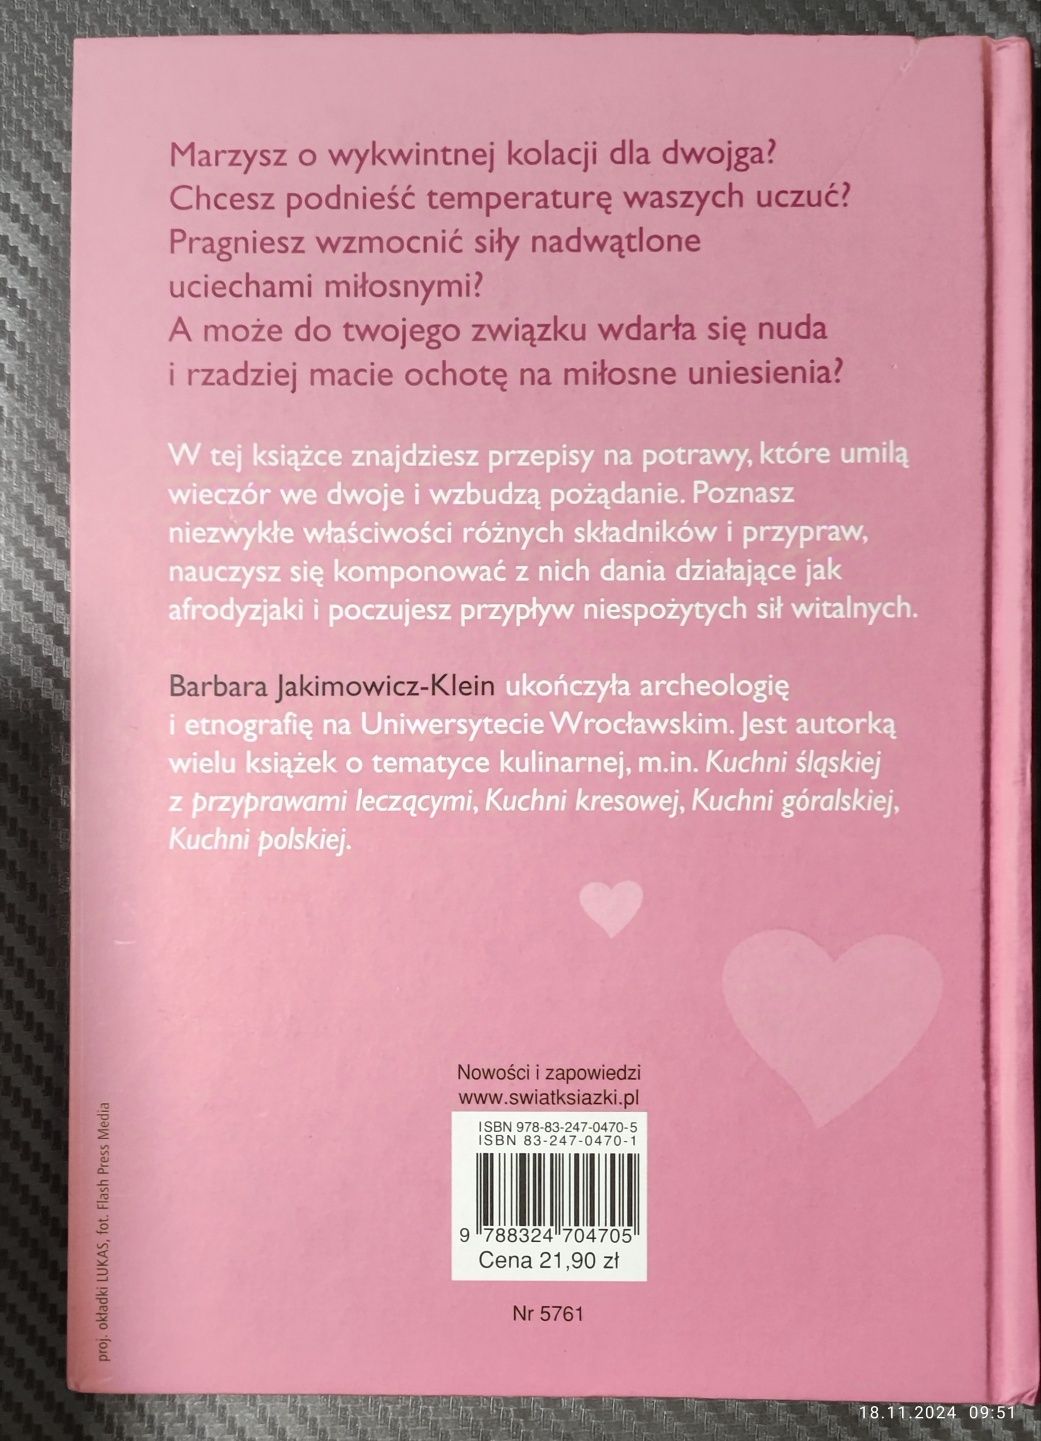 Marzysz o wykwintnej kolacji dla dwojga?
Chcesz podnieść temperaturę waszych uczuć?
Pragniesz wzmocnić siły nadwątlone
uciechami miłosnymi?
A może do twojego związku wdarła się nuda
i rzadziej macie ochotę na miłosne uniesienia?
W tej książce znajdziesz przepisy na potrawy, które umilą
wieczór we dwoje i wzbudzą pożądanie. Poznasz
niezwykłe właściwości różnych składników i przypraw,
nauczysz się komponować z nich dania działające jak
afrodyzjaki i poczujesz przypływ niespożytych sił witalnych.
Barbara Jakimowicz-Klein ukończyła archeologię
i etnografię na Uniwersytecie Wrocławskim. Jest autorką
wielu książek o tematyce kulinarnej, m.in. Kuchni śląskiej
z przyprawami leczącymi, Kuchni kresowej, Kuchni góralskiej,
Kuchni polskiej.
Nowości i zapowiedzi
www.swiatksiazki.pl
ISBN 978-83-247-0470-5
ISBN 83-247-0470-1
9 788324 704705
Cena 21,90 zł
Nr 5761
proj. okładki LUKAS, fot. Flash Press Media
18.11.2024 09:51